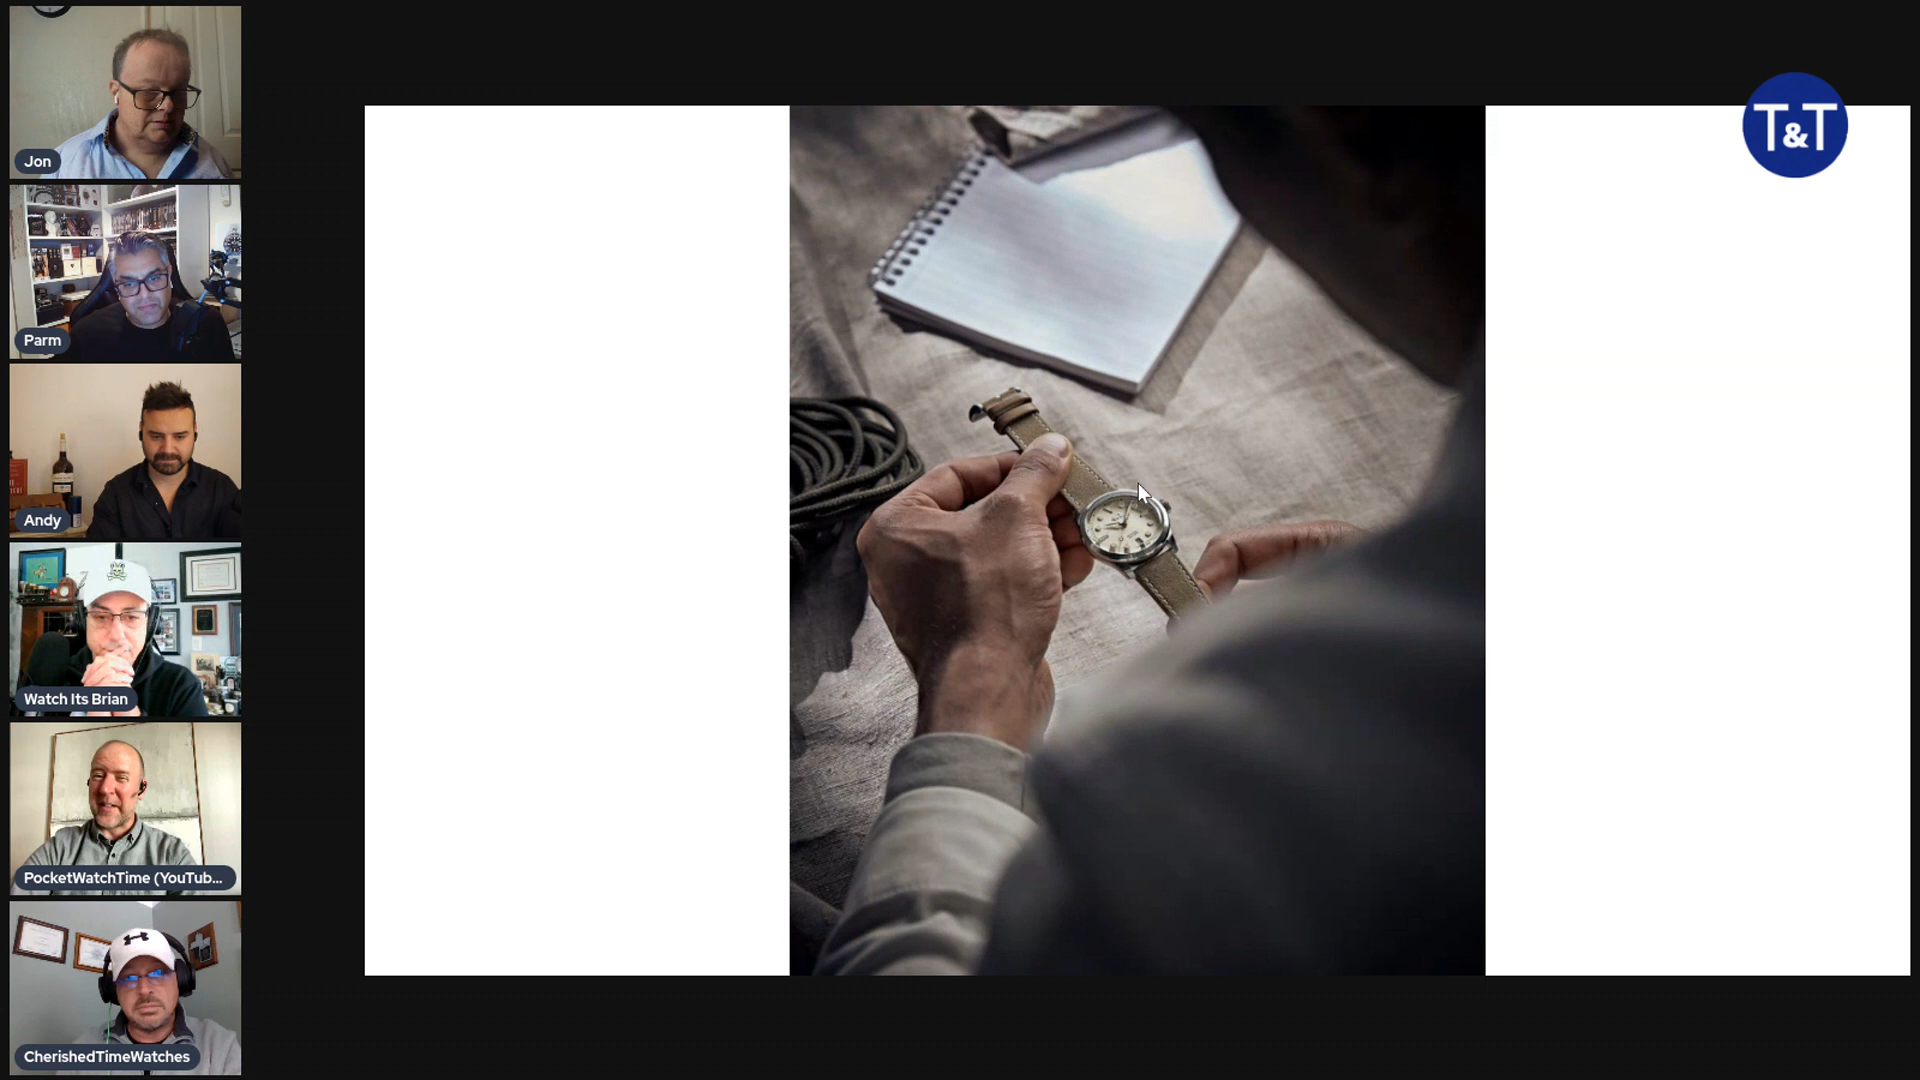 Jon
Parm
Andy
Watch Its Brian
PocketWatchTime (YouTub...
CherishedTimeWatches
T&T